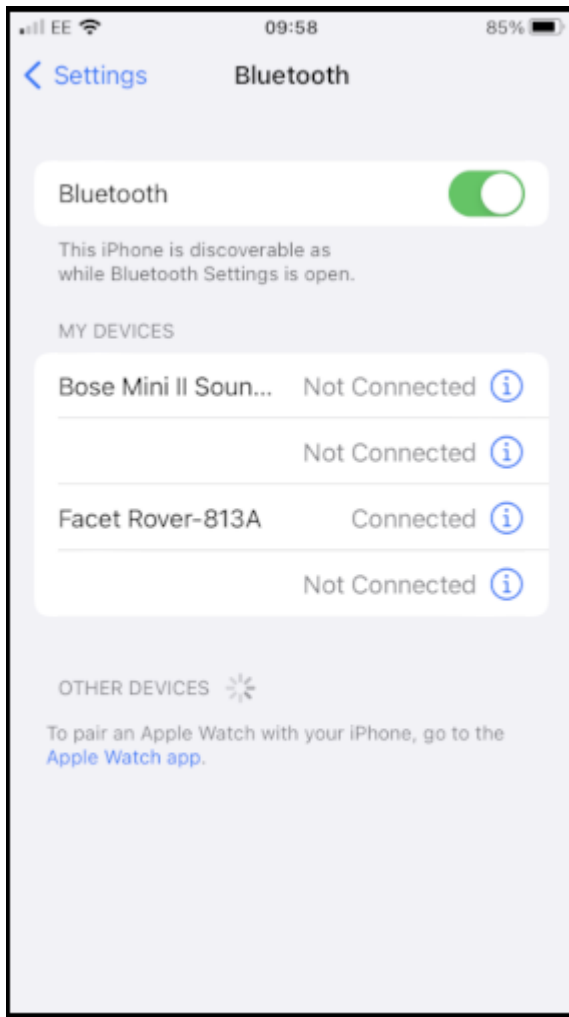 EE 09:58 85%
Settings Bluetooth
Bluetooth
This iPhone is discoverable as
while Bluetooth Settings is open.
MY DEVICES
Bose Mini II Soun... Not Connected
Not Connected
Facet Rover-813A Connected
Not Connected
OTHER DEVICES
To pair an Apple Watch with your iPhone, go to the
Apple Watch app.